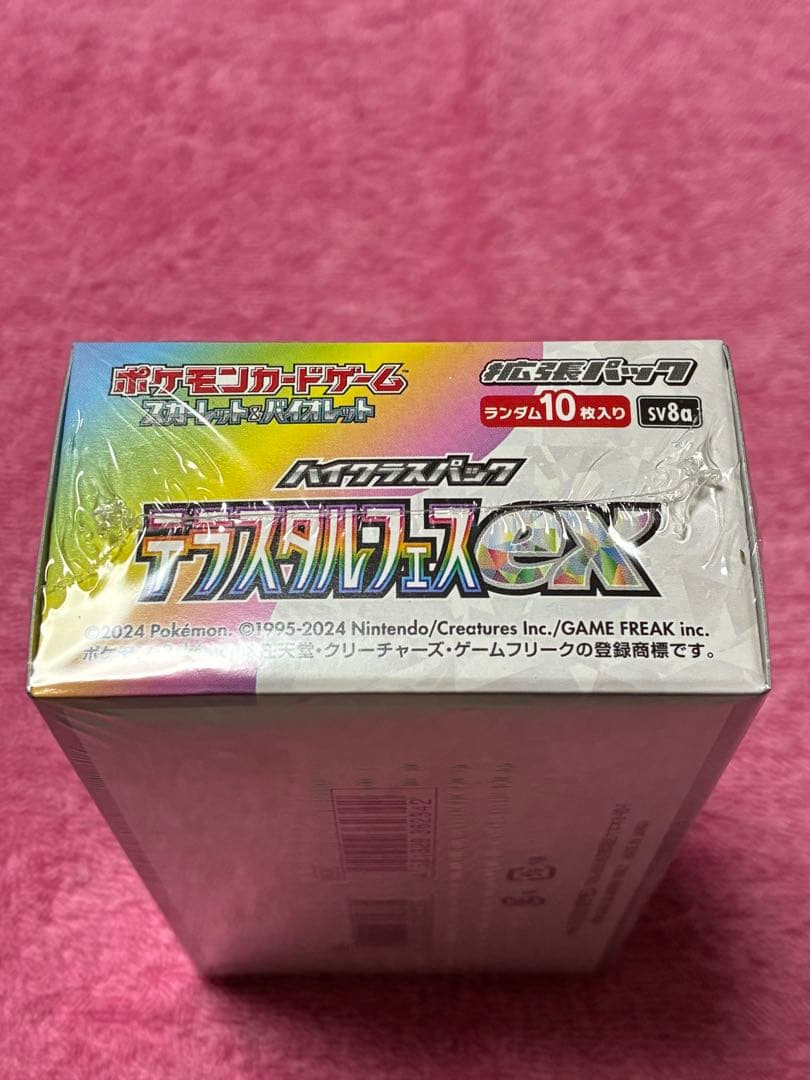 ポケモンカードゲーム
スカーレット&バイオレット
拡張パック
ランダム10枚入り
SV8a
ハイクラスパック
テラスタルフェスex
©2024 Pokémon. ©1995-2024 Nintendo/Creatures Inc./GAME FREAK inc.
天堂・クリーチャーズ・ゲームフリークの登録商標です。